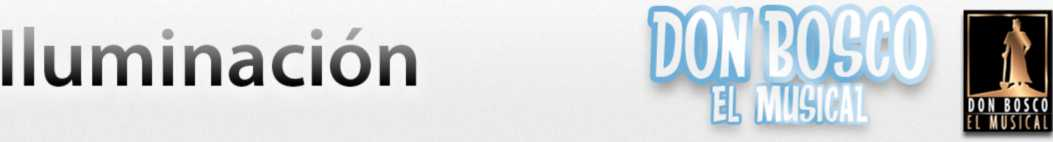 Iluminación
DON BOSCO
EL MUSICAL
DON BOSCO
EL MUSICAL